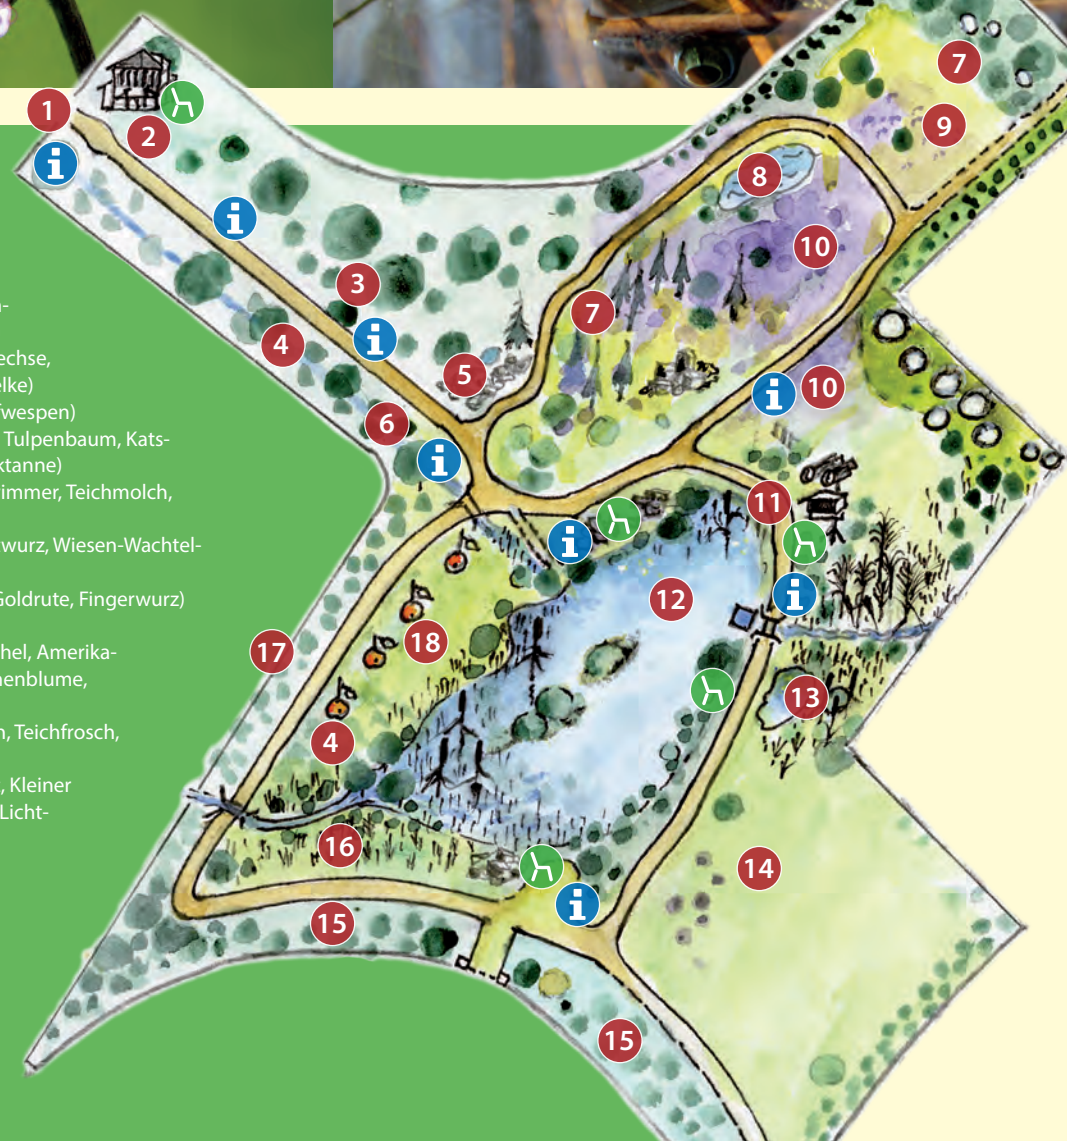 n-
echse,
elke)
fwespen)
Tulpenbaum, Kats-
ktanne)
immer, Teichmolch,
wurz, Wiesen-Wachtel-
Goldrute, Fingerwurz)
hel, Amerika-
enblume,
n, Teichfrosch,
, Kleiner
Licht-
1
i
2
i
3
4
i
5
6
i
7
9
8
10
7
i
10
11
i
i
12
18
17
4
13
16
14
i
15
15